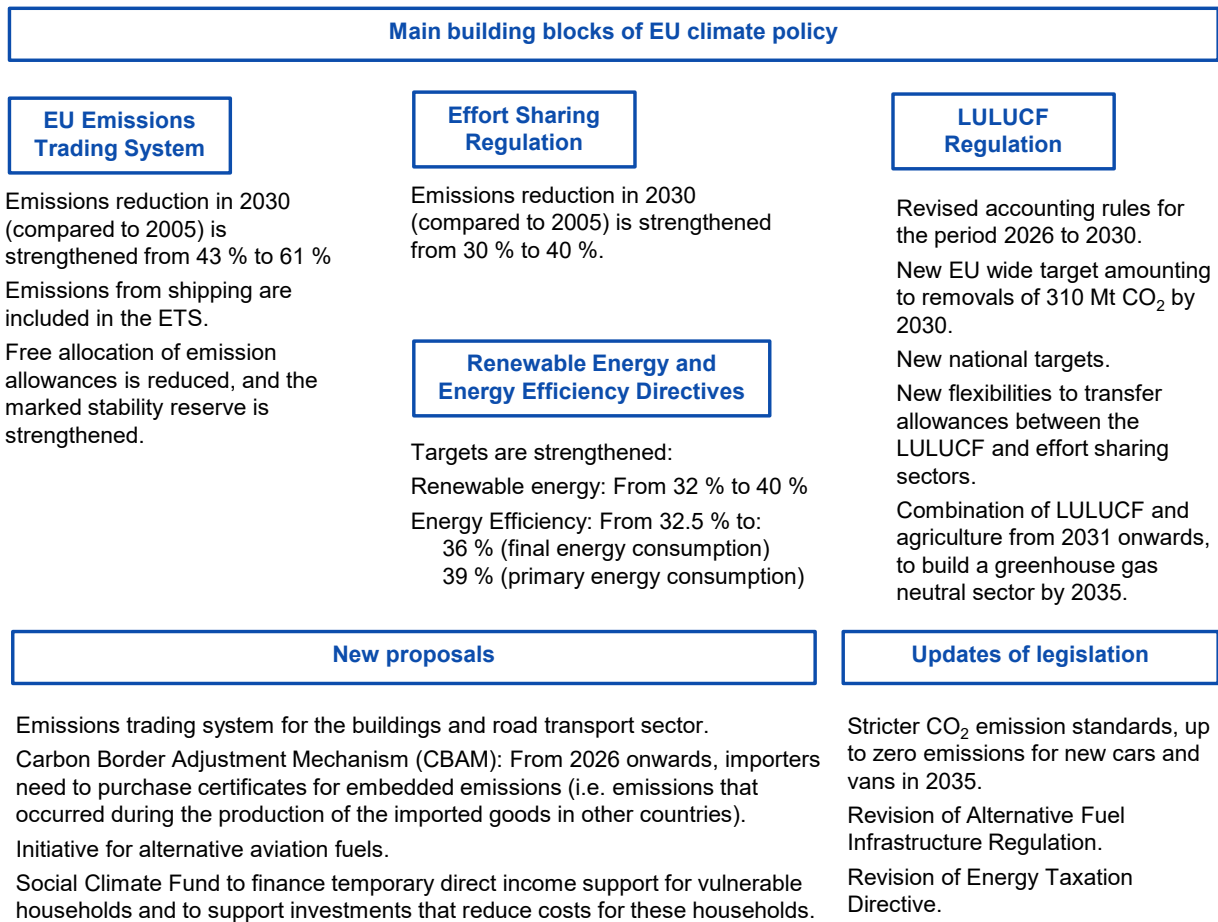 Main building blocks of EU climate policy
EU Emissions
Trading System
Emissions reduction in 2030
(compared to 2005) is
strengthened from 43 % to 61 %
Emissions from shipping are
included in the ETS.
Free allocation of emission
allowances is reduced, and the
marked stability reserve is
strengthened.
Effort Sharing
Regulation
Emissions reduction in 2030
(compared to 2005) is strengthened
from 30 % to 40 %.
Renewable Energy and
Energy Efficiency Directives
Targets are strengthened:
Renewable energy: From 32 % to 40 %
Energy Efficiency: From 32.5 % to:
36 % (final energy consumption)
39 % (primary energy consumption)
LULUCF
Regulation
Revised accounting rules for
the period 2026 to 2030.
New EU wide target amounting
to removals of 310 Mt CO₂ by
2030.
New national targets.
New flexibilities to transfer
allowances between the
LULUCF and effort sharing
sectors.
Combination of LULUCF and
agriculture from 2031 onwards,
to build a greenhouse gas
neutral sector by 2035.
New proposals
Emissions trading system for the buildings and road transport sector.
Carbon Border Adjustment Mechanism (CBAM): From 2026 onwards, importers
need to purchase certificates for embedded emissions (i.e. emissions that
occurred during the production of the imported goods in other countries).
Initiative for alternative aviation fuels.
Social Climate Fund to finance temporary direct income support for vulnerable
households and to support investments that reduce costs for these households.
Updates of legislation
Stricter CO₂ emission standards, up
to zero emissions for new cars and
vans in 2035.
Revision of Alternative Fuel
Infrastructure Regulation.
Revision of Energy Taxation
Directive.